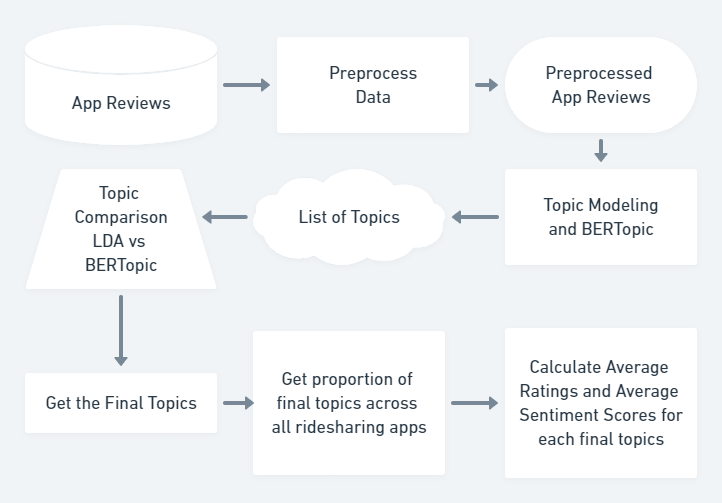 App Reviews
Preprocess
Data
Preprocessed
App Reviews
Topic
Comparison
LDA vs
BERTopic
List of Topics
Topic Modeling
and BERTopic
Get the Final Topics
Get proportion of
final topics across
all ridesharing apps
Calculate Average
Ratings and Average
Sentiment Scores for
each final topics